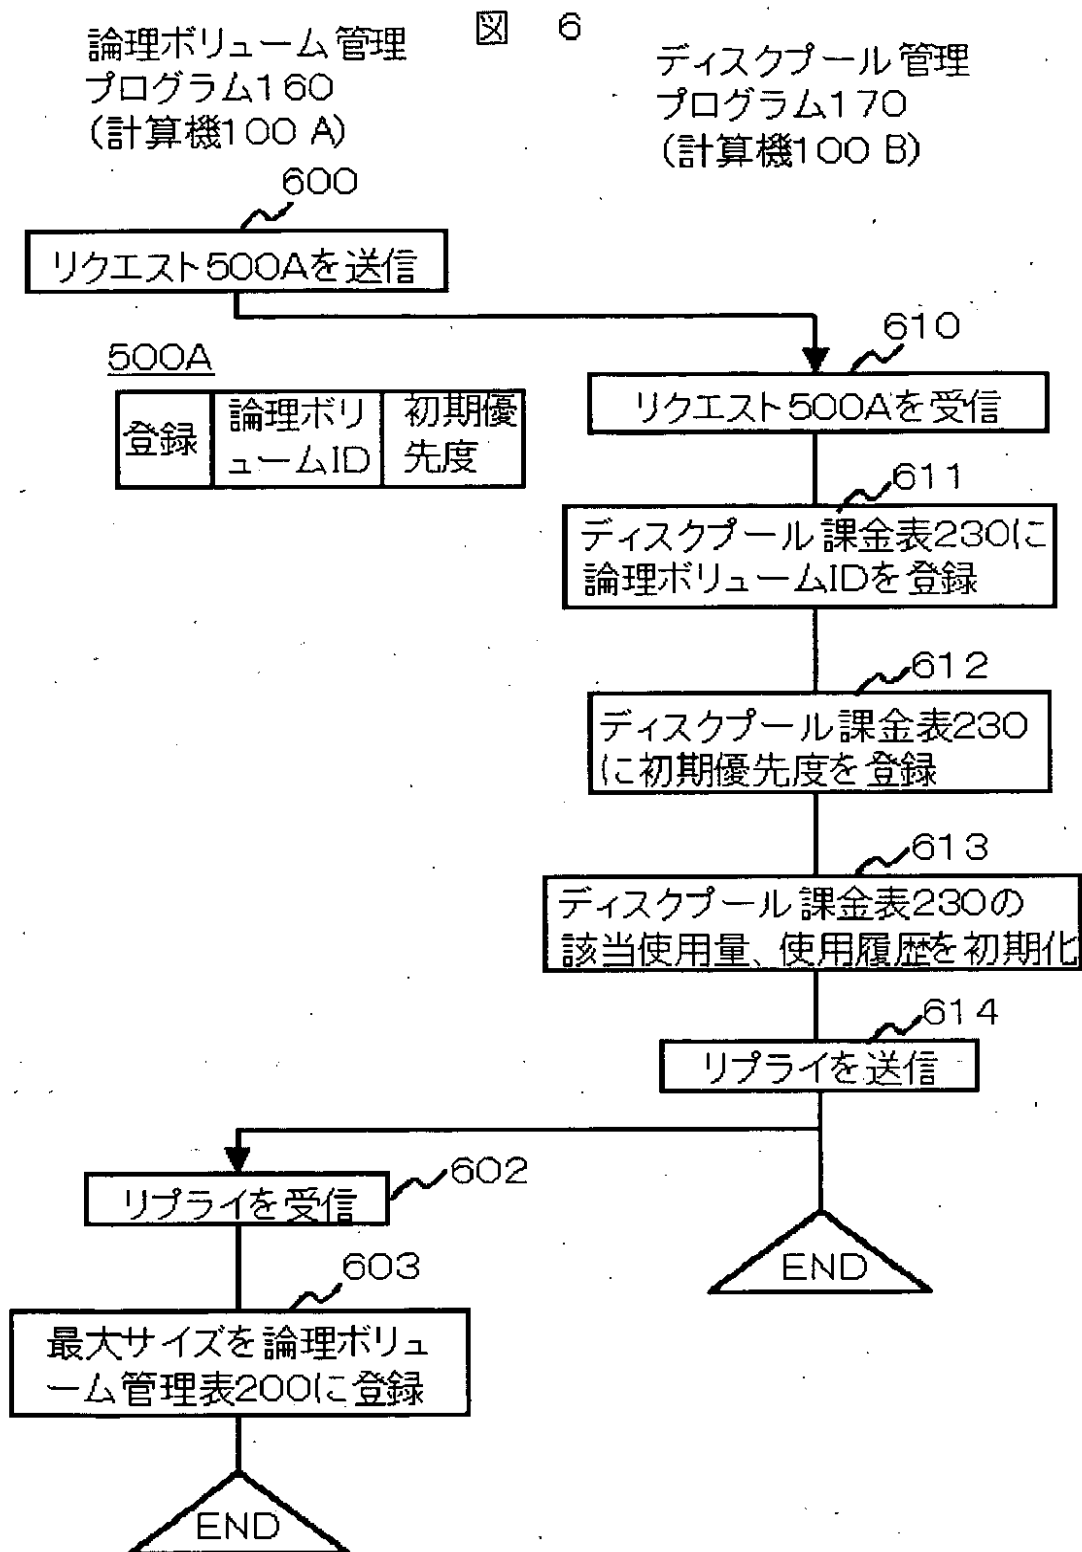 図 6
論理ボリューム管理
プログラム160
(計算機100 A)
ディスクプール管理
プログラム170
(計算機100 B)
600
リクエスト500Aを送信
610
リクエスト500Aを受信
500A
登録
論理ボリ
ュームID
初期優
先度
611
ディスクプール課金表230に
論理ボリュームIDを登録
612
ディスクプール課金表230
に初期優先度を登録
613
ディスクプール課金表230の
該当使用量、使用履歴を初期化
614
リプライを送信
602
リプライを受信
END
603
最大サイズを論理ボリュ
ーム管理表200に登録
END